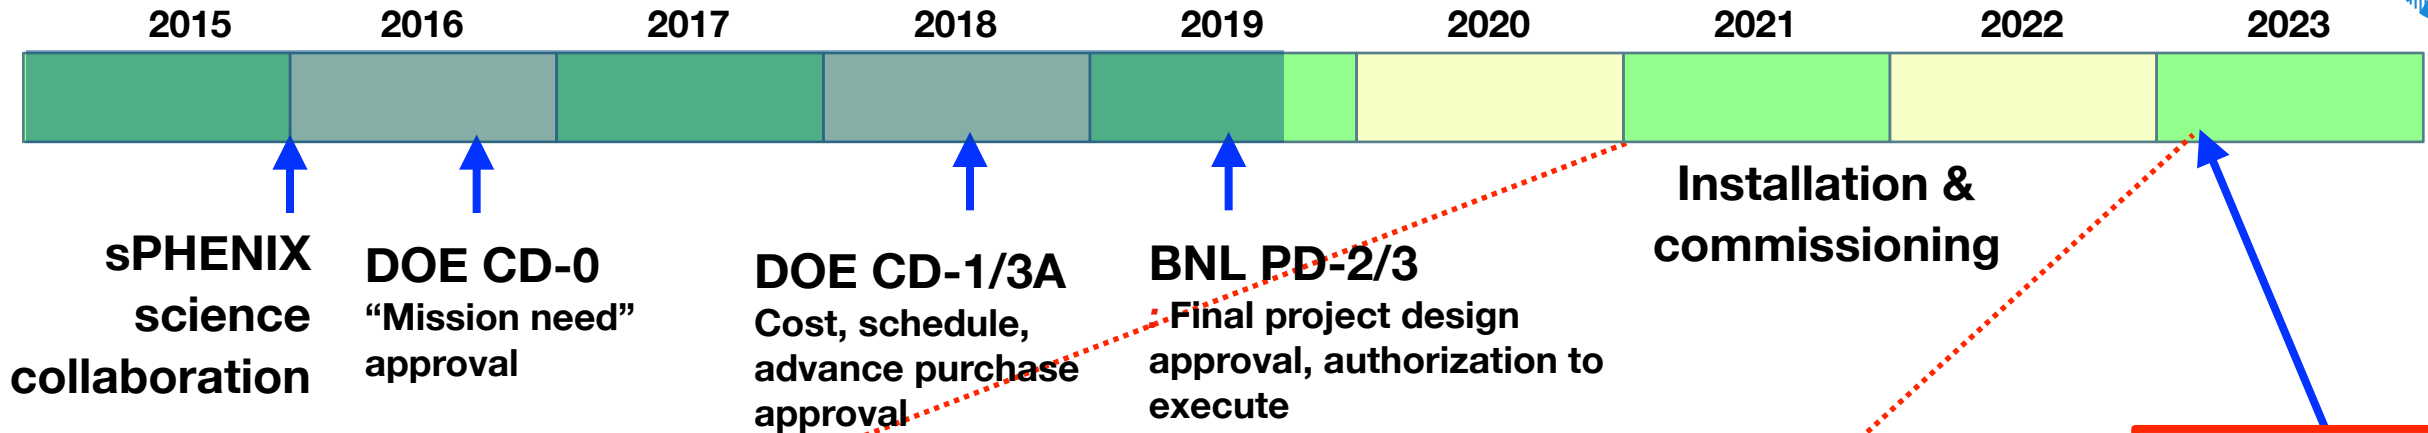 2015 2016 2017 2018 2019 2020 2021 2022 2023
sPHENIX
science
collaboration
DOE CD-0
“Mission need”
approval
DOE CD-1/3A
Cost, schedule,
advance purchase
approval
BNL PD-2/3
Final project design
approval, authorization to
execute
Installation &
commissioning